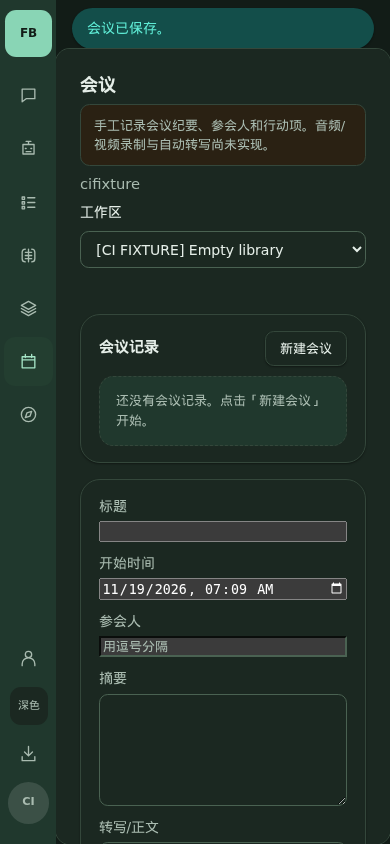 FB
会议已保存。
会议
手工记录会议纪要、参会人和行动项。音频/
视频录制与自动转写尚未实现。
cifixture
工作区
[CI FIXTURE] Empty library
会议记录
新建会议
还没有会议记录。点击「新建会议」
开始。
标题
开始时间
11/19/2026, 07:09 AM
参会人
用逗号分隔
摘要
转写/正文
深色
CI